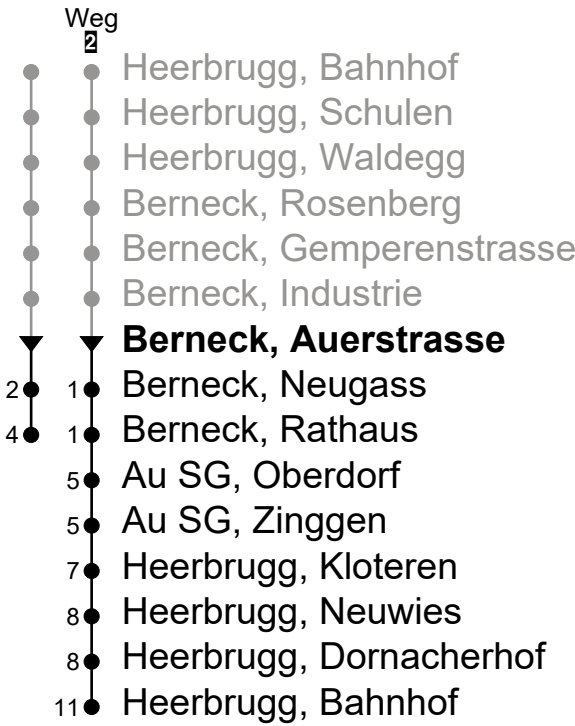 Weg
2
Heerbrugg, Bahnhof
Heerbrugg, Schulen
Heerbrugg, Waldegg
Berneck, Rosenberg
Berneck, Gemperenstrasse
Berneck, Industrie
Berneck, Auerstrasse
2 1 Berneck, Neugass
4 1 Berneck, Rathaus
5 Au SG, Oberdorf
5 Au SG, Zinggen
7 Heerbrugg, Kloteren
8 Heerbrugg, Neuwies
8 Heerbrugg, Dornacherhof
11 Heerbrugg, Bahnhof